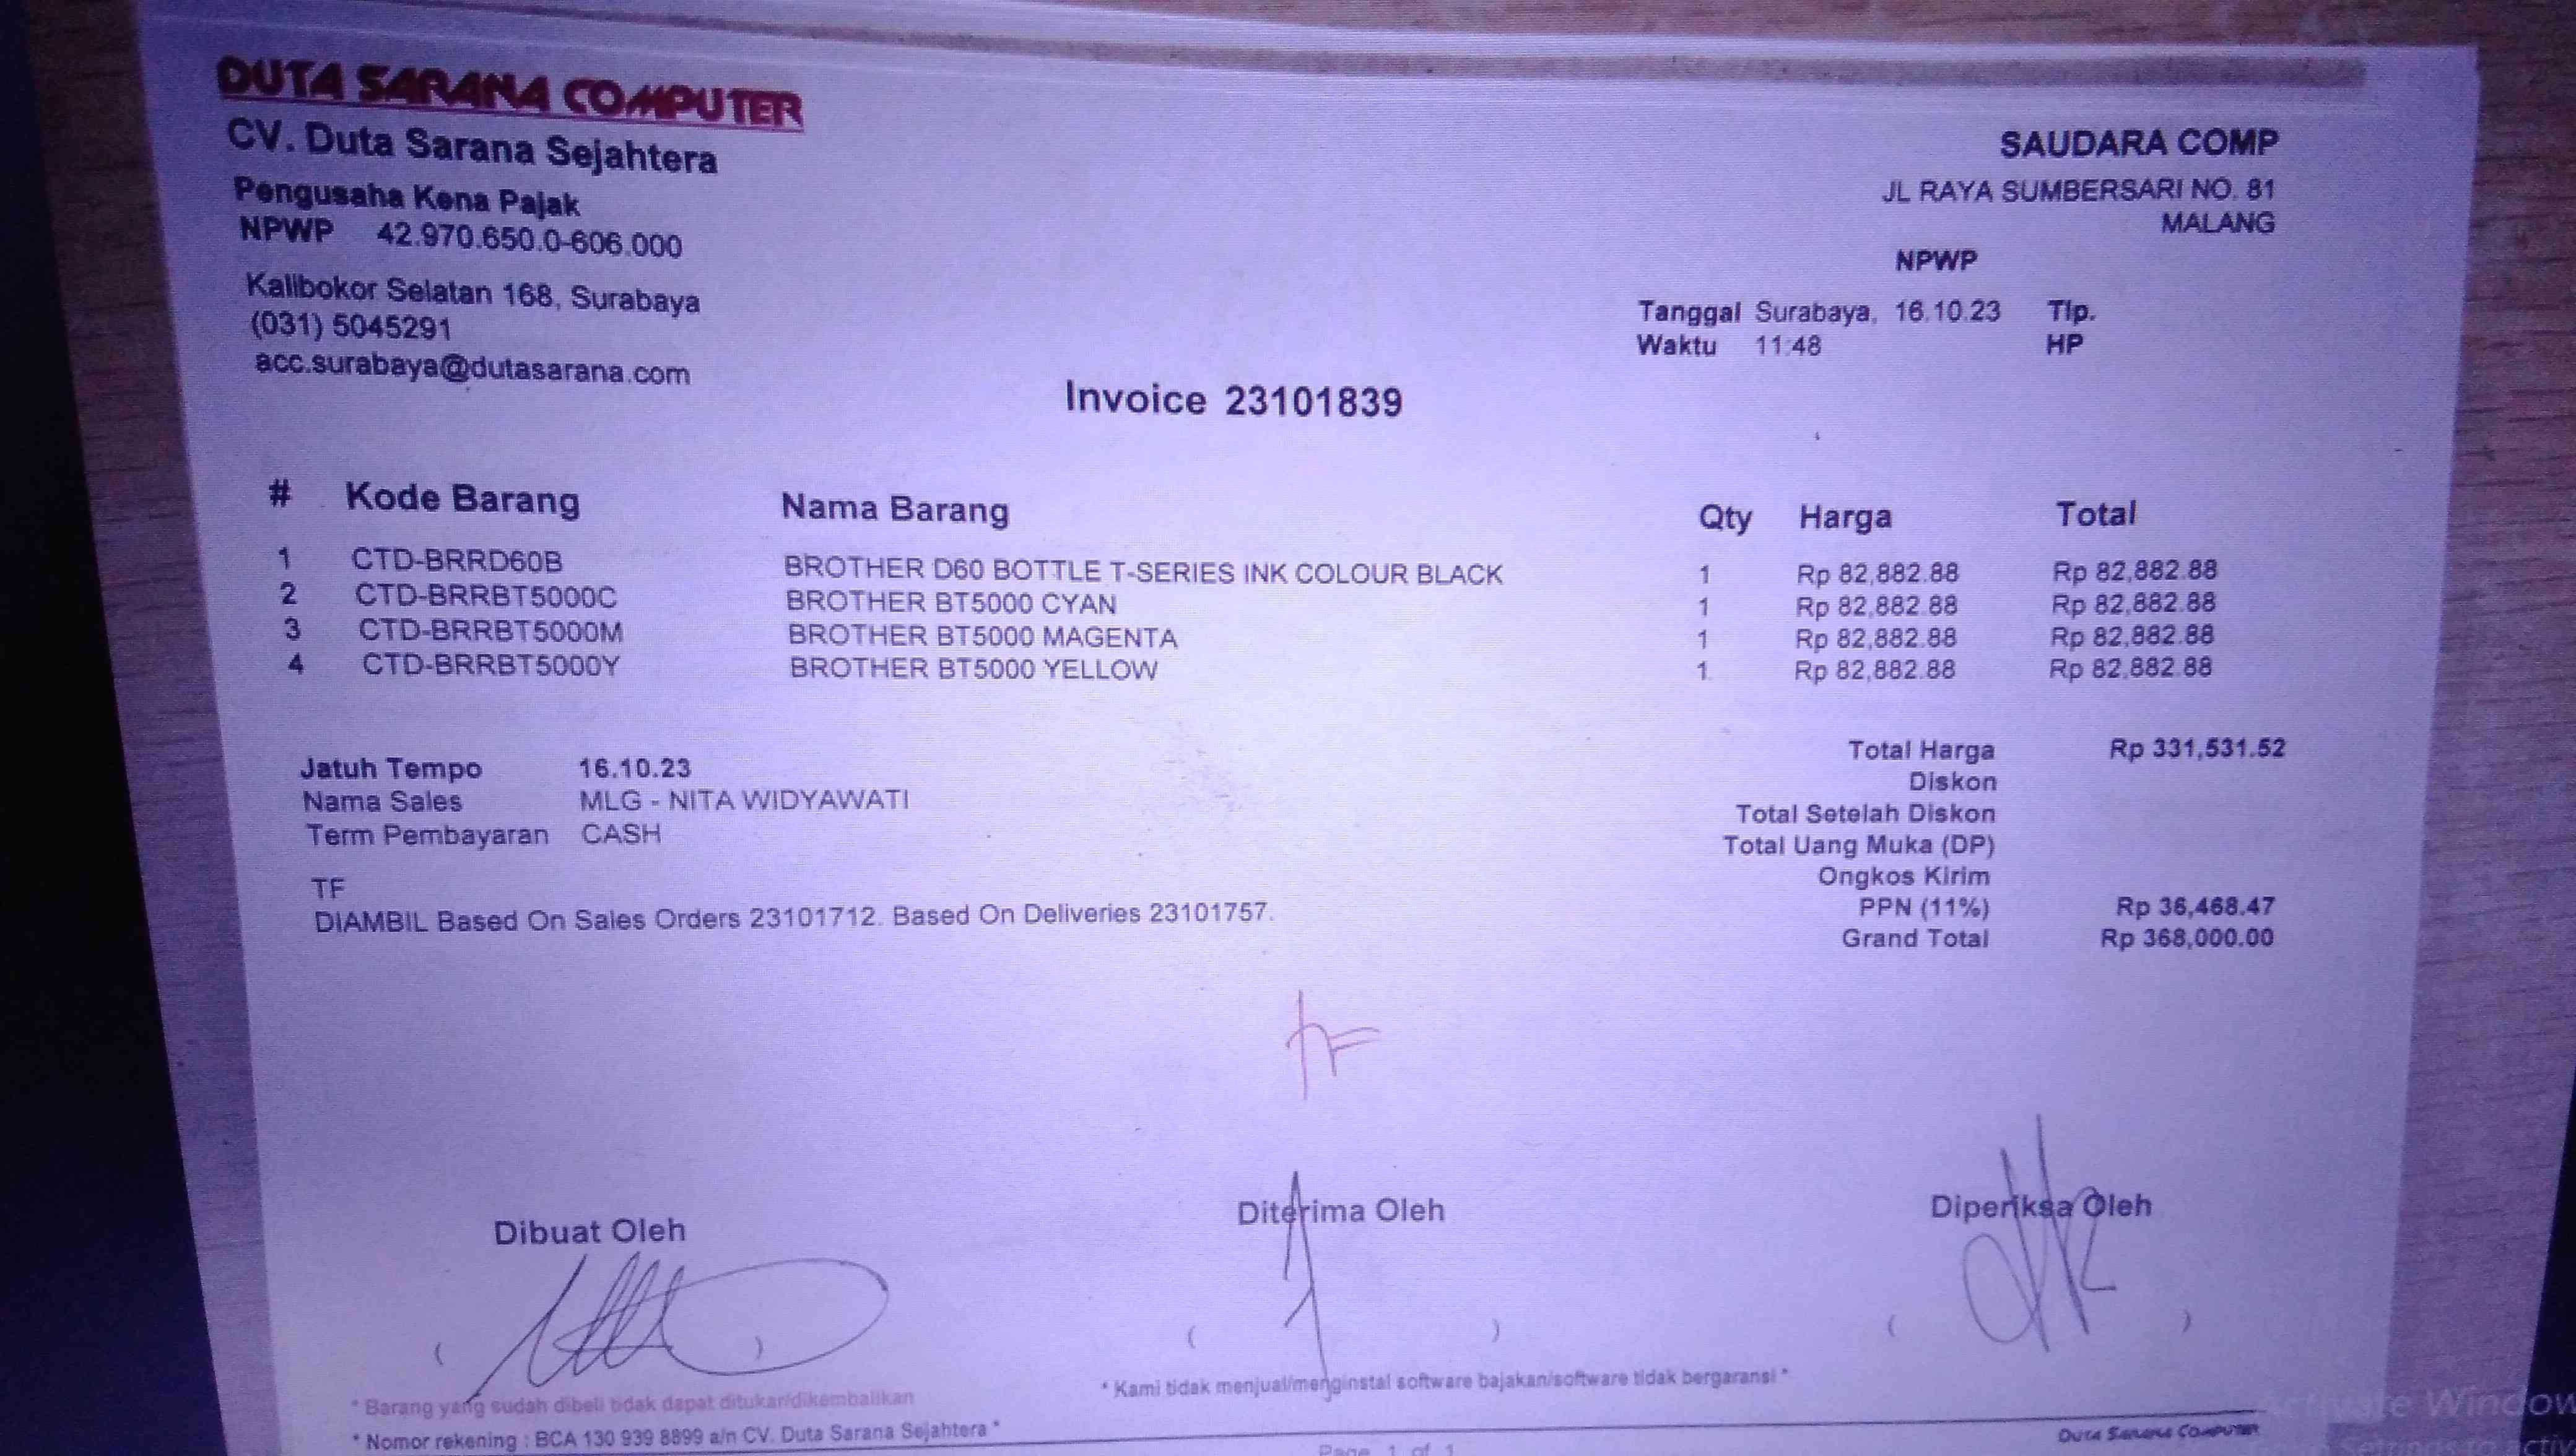 DUTA SARANA COMPUTER
CV. Duta Sarana Sejahtera
Pengusaha Kena Pajak
NPWP 42.970.650.0-606.000
Kalibokor Selatan 168, Surabaya
(031) 5045291
acc.surabaya@dutasarana.com
SAUDARA COMP
JL RAYA SUMBERSARI NO. 81
MALANG
NPWP
Tanggal Surabaya, 16.10.23 Tlp.
Waktu 11:48 HP
Invoice 23101839
# Kode Barang Nama Barang Qty Harga Total
1 CTD-BRRD60B BROTHER D60 BOTTLE T-SERIES INK COLOUR BLACK 1 Rp 82,882.88 Rp 82,882.88
2 CTD-BRRBT5000C BROTHER BT5000 CYAN 1 Rp 82,882.88 Rp 82,882.88
3 CTD-BRRBT5000M BROTHER BT5000 MAGENTA 1 Rp 82,882.88 Rp 82,882.88
4 CTD-BRRBT5000Y BROTHER BT5000 YELLOW 1 Rp 82,882.88 Rp 82,882.88
Jatuh Tempo 16.10.23
Nama Sales MLG - NITA WIDYAWATI
Term Pembayaran CASH
TF
DIAMBIL Based On Sales Orders 23101712. Based On Deliveries 23101757.
Total Harga Rp 331,531.52
Diskon
Total Setelah Diskon
Total Uang Muka (DP)
Ongkos Kirim
PPN (11%) Rp 36,468.47
Grand Total Rp 368,000.00
Dibuat Oleh Diterima Oleh Diperiksa Oleh
( ) ( ) ( )
* Barang yang sudah dibeli tidak dapat ditukar/dikembalikan
* Kami tidak menjual/menginstal software bajakan/software tidak bergaransi *
* Nomor rekening : BCA 130 939 8899 a/n CV. Duta Sarana Sejahtera *
Page 1 of 1
DUTA SARANA COMPUTER
Activate Window